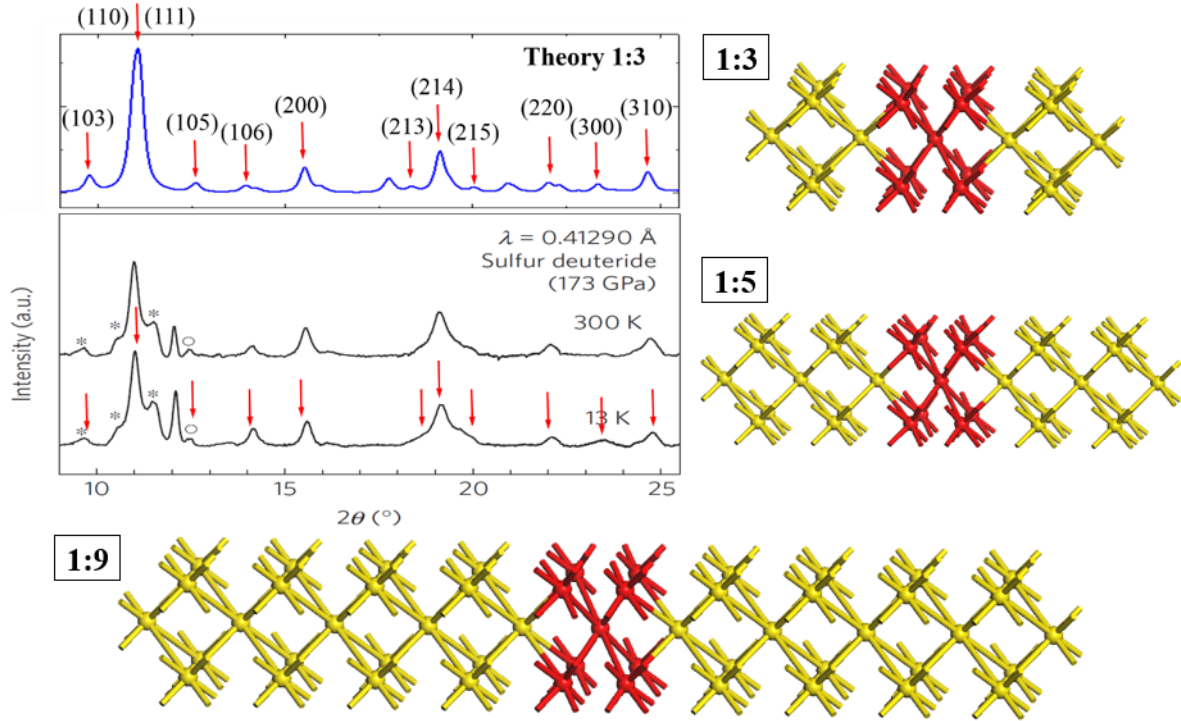 (110) (111)
Theory 1:3
(103)
(105)
(106)
(200)
(213)
(214)
(215)
(220)
(300)
(310)
1:3
λ = 0.41290 Å
Sulfur deuteride
(173 GPa)
300 K
* * * ○
13 K
* * * ○
Intensity (a.u.)
10 15 20 25
2θ (°)
1:5
1:9